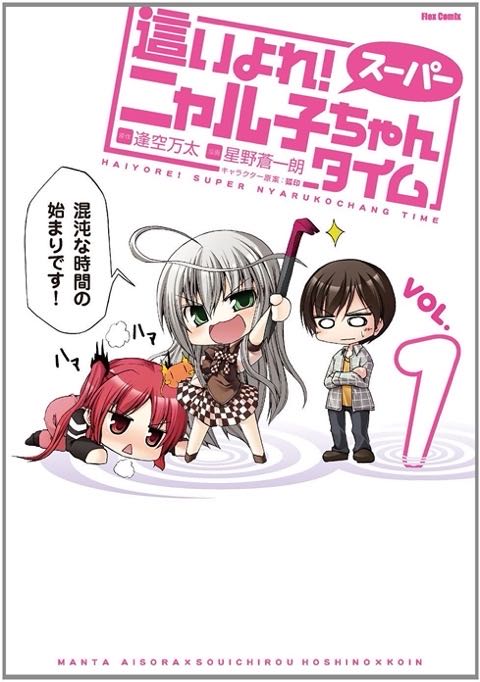 Flex Comix
這いよれ!
スーパー
ニャル子ちゃん
原作 逢空万太 漫画 星野蒼一朗
キャラクター原案:狐印
タイム
HAIYORE! SUPER NYARUKOCHANG TIME
混沌な時間の
始まりです!
ハァ
ハァ
VOL.
1
MANTA AISORA×SOUICHIROU HOSHINO×KOIN